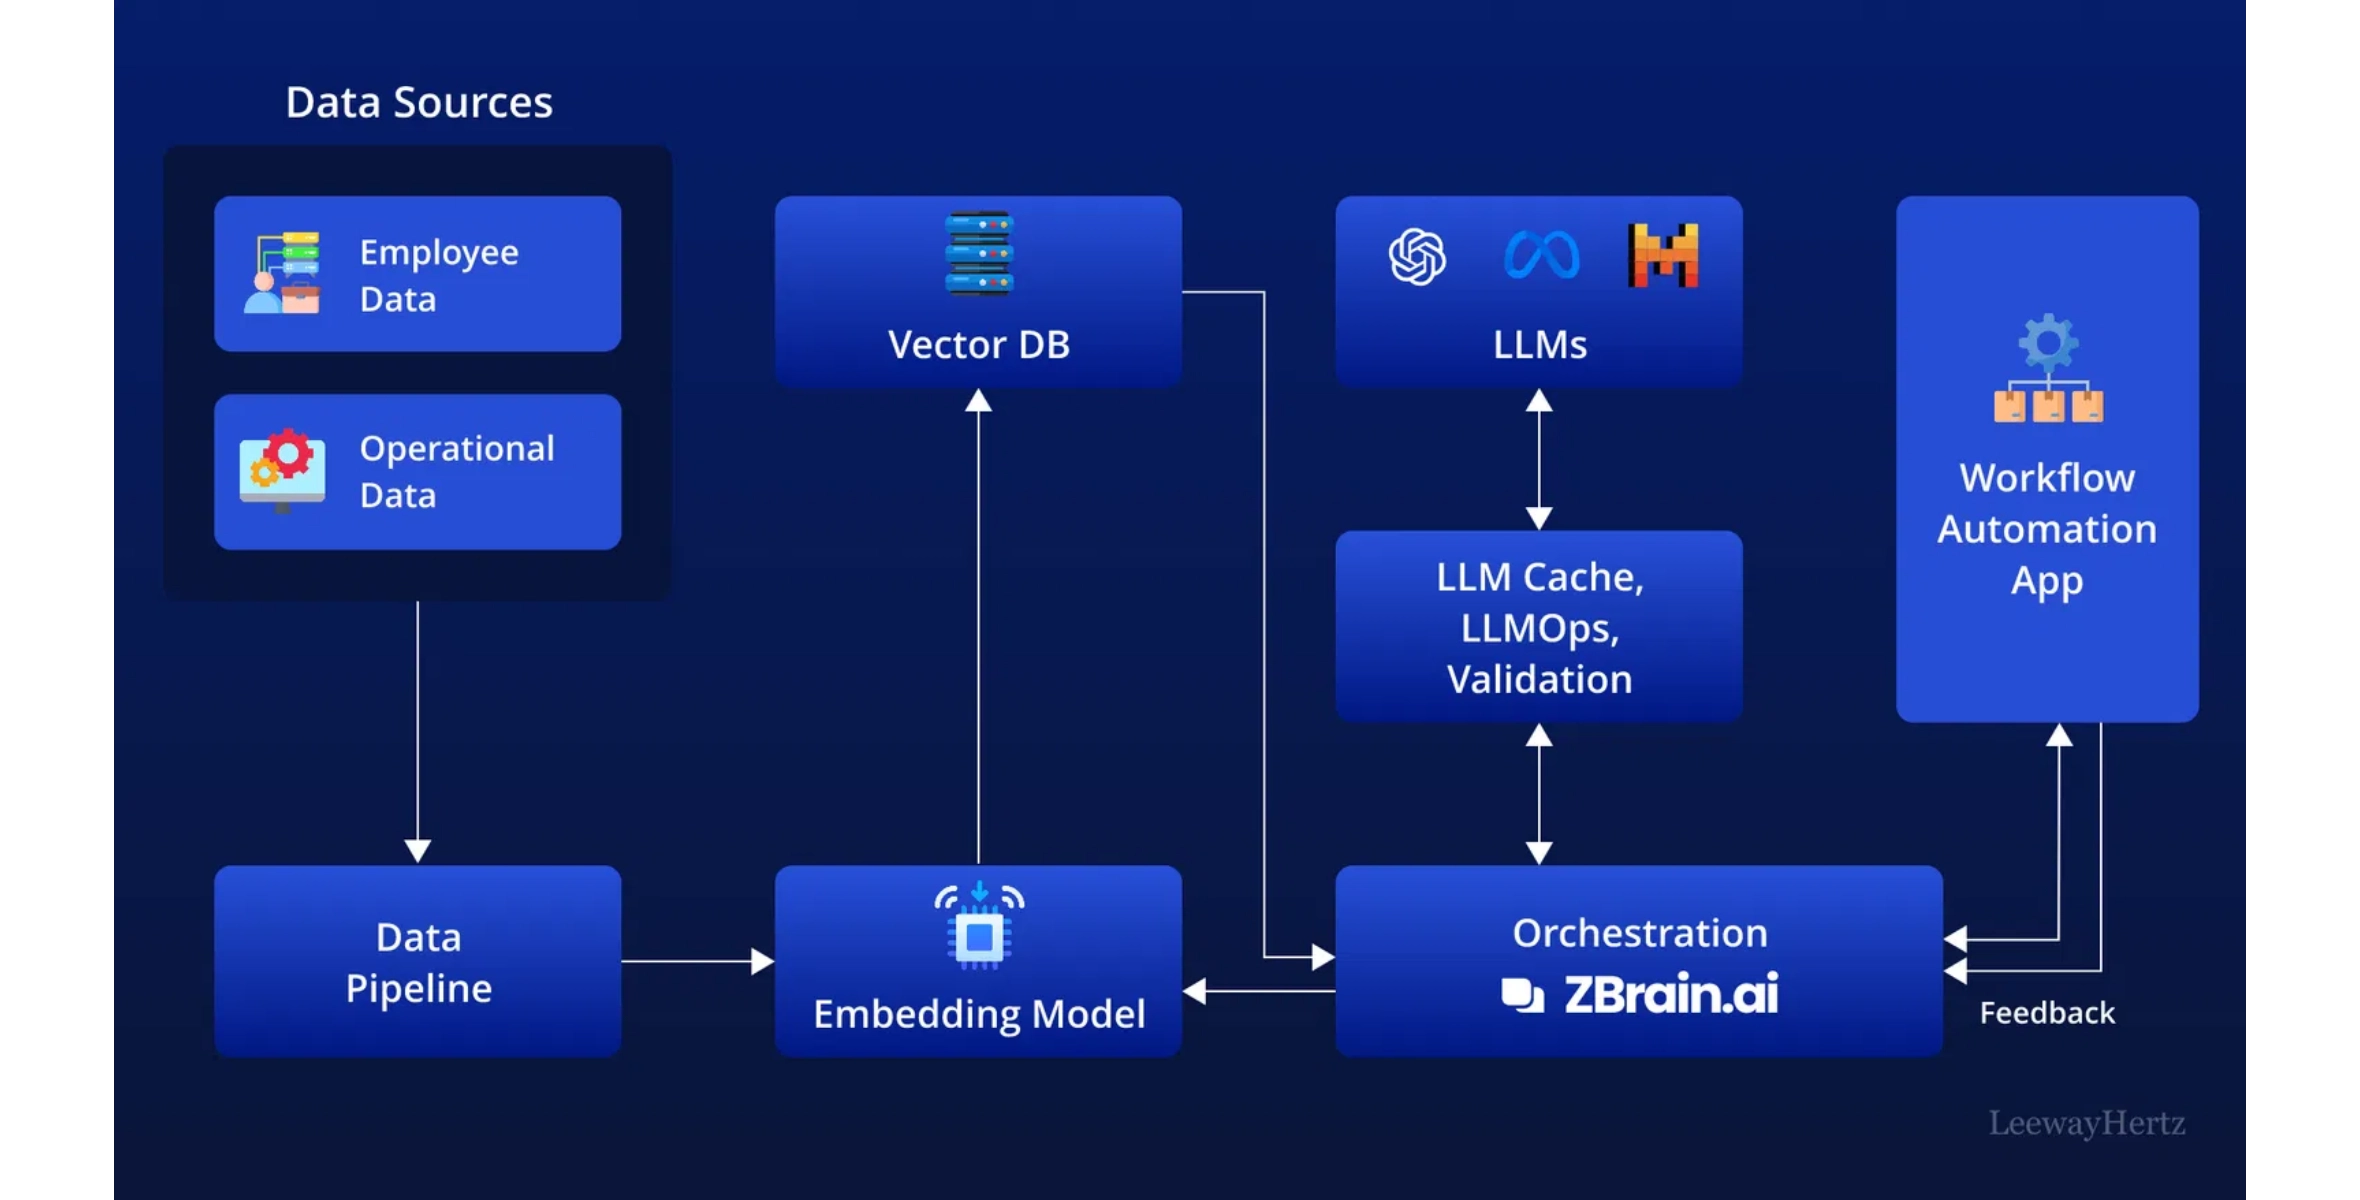 Data Sources
Employee
Data
Operational
Data
Vector DB
LLMs
LLM Cache,
LLMOps,
Validation
Workflow
Automation
App
Data
Pipeline
Embedding Model
Orchestration
ZBrain.ai
Feedback
LeewayHertz